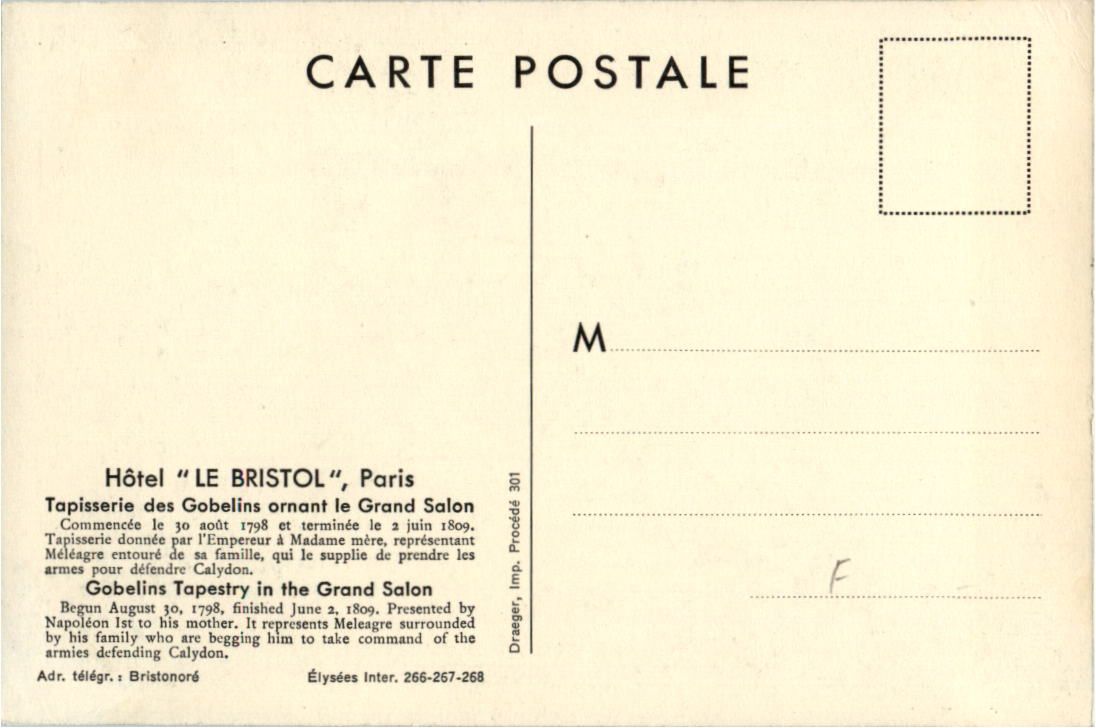 CARTE POSTALE
Hôtel "LE BRISTOL", Paris
Tapisserie des Gobelins ornant le Grand Salon
Commencée le 30 août 1798 et terminée le 2 juin 1809.
Tapisserie donnée par l'Empereur à Madame mère, représentant
Méléagre entouré de sa famille, qui le supplie de prendre les
armes pour défendre Calydon.
Gobelins Tapestry in the Grand Salon
Begun August 30, 1798, finished June 2, 1809. Presented by
Napoléon Ist to his mother. It represents Meleagre surrounded
by his family who are begging him to take command of the
armies defending Calydon.
Adr. télégr. : Bristonoré
Élysées Inter. 266-267-268
Draeger, Imp. Procédé 301
M
F